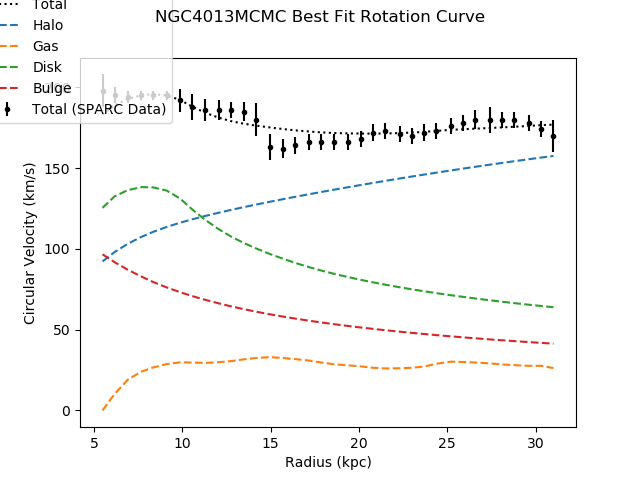 NGC4013MCMC Best Fit Rotation Curve
Total
Halo
Gas
Disk
Bulge
Total (SPARC Data)
150
100
50
0
Circular Velocity (km/s)
5
10
15
20
25
30
Radius (kpc)